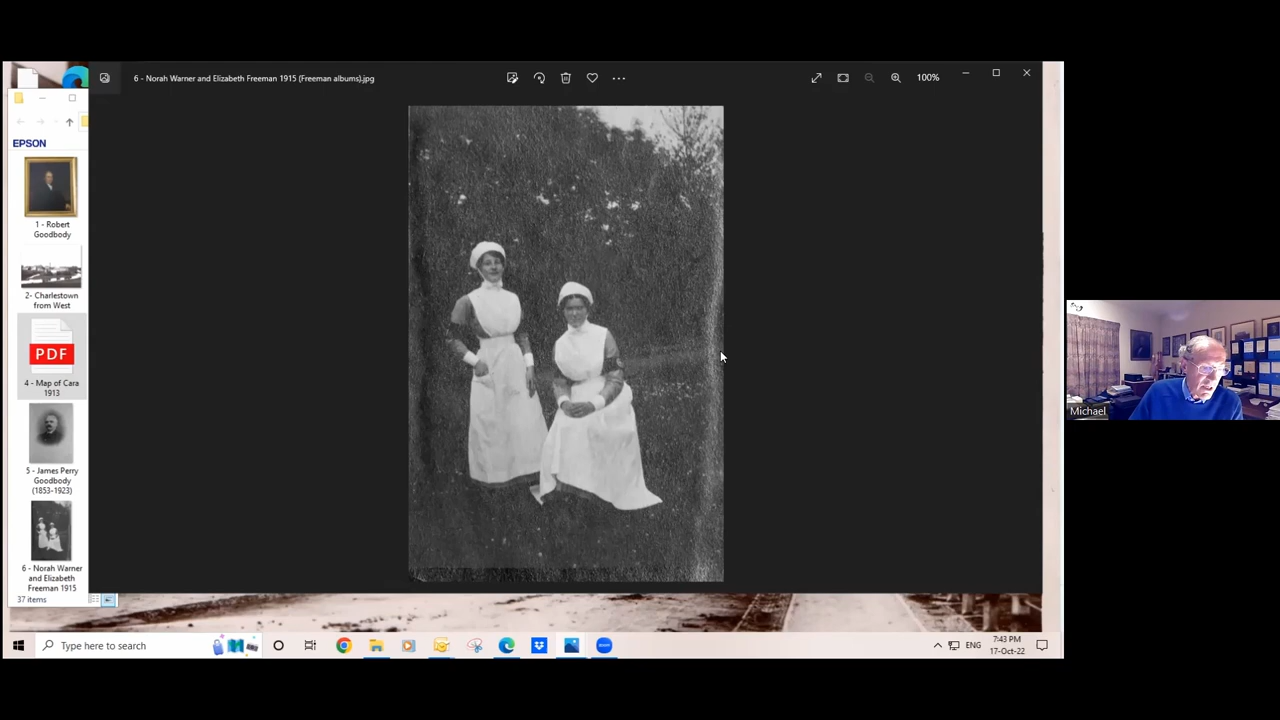 6 - Norah Warner and Elizabeth Freeman 1915 (Freeman albums).jpg
100%
EPSON
1 - Robert
Goodbody
2- Charlestown
from West
PDF
4 - Map of Cara
1913
5 - James Perry
Goodbody
(1853-1923)
6 - Norah Warner
and Elizabeth
Freeman 1915
37 items
Michael
Type here to search
zoom
ENG
7:43 PM
17-Oct-22